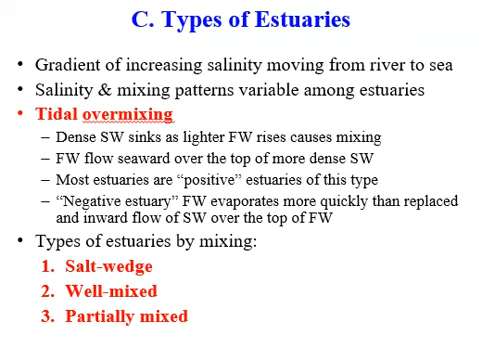 C. Types of Estuaries
• Gradient of increasing salinity moving from river to sea
• Salinity & mixing patterns variable among estuaries
• Tidal overmixing
– Dense SW sinks as lighter FW rises causes mixing
– FW flow seaward over the top of more dense SW
– Most estuaries are “positive” estuaries of this type
– “Negative estuary” FW evaporates more quickly than replaced
and inward flow of SW over the top of FW
• Types of estuaries by mixing:
1. Salt-wedge
2. Well-mixed
3. Partially mixed